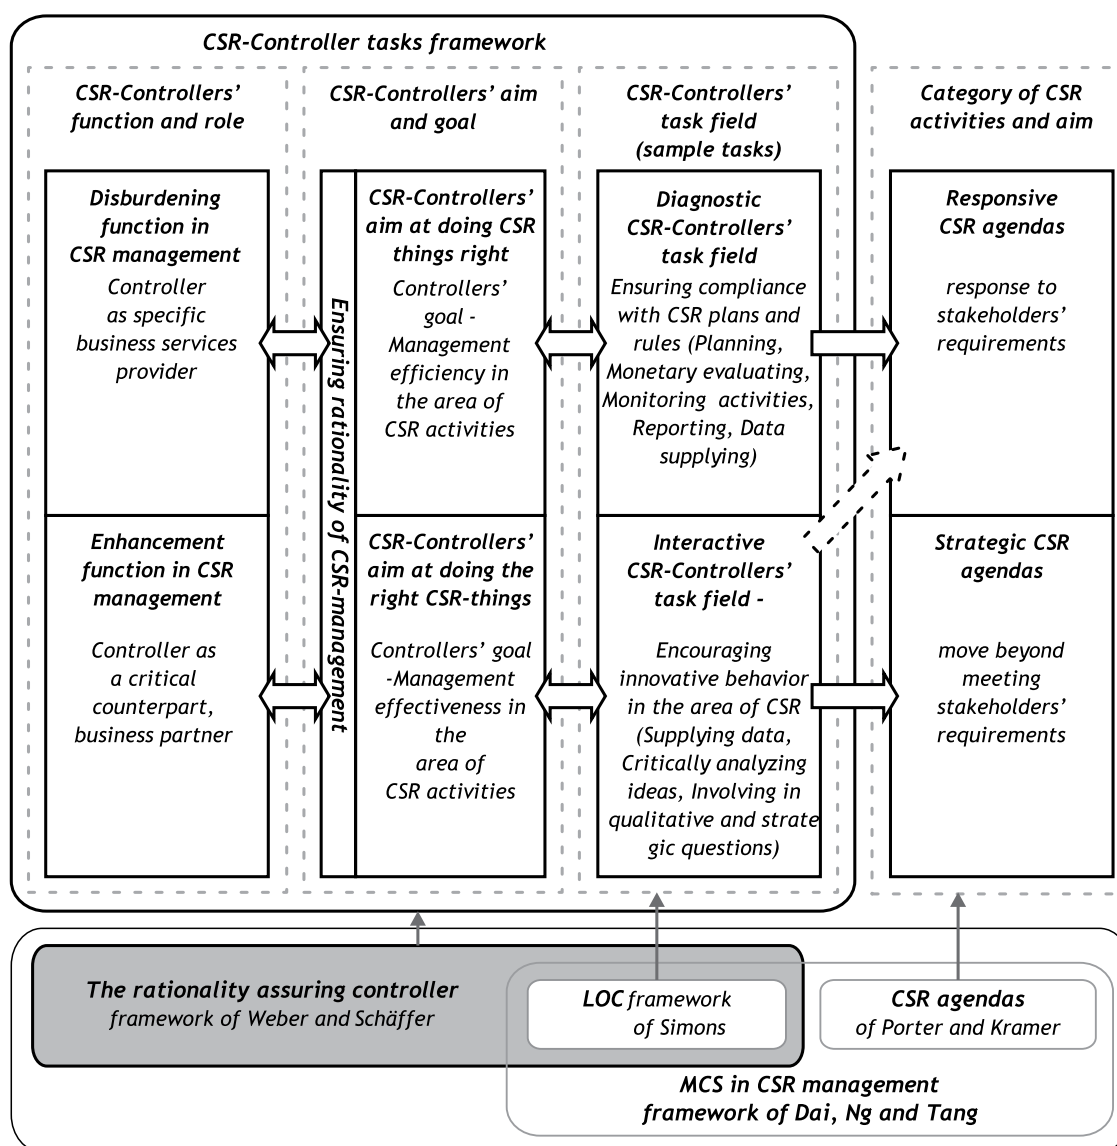 CSR-Controller tasks framework
CSR-Controllers’
function and role
Disburdening
function in
CSR management
Controller
as specific
business services
provider
Enhancement
function in CSR
management
Controller as
a critical
counterpart,
business partner
CSR-Controllers’ aim
and goal
Ensuring rationality of CSR-management
CSR-Controllers’
aim at doing CSR
things right
Controllers’
goal -
Management
efficiency in
the area of
CSR activities
CSR-Controllers’
aim at doing the
right CSR-things
Controllers’ goal
-Management
effectiveness in
the
area of
CSR activities
CSR-Controllers’
task field
(sample tasks)
Diagnostic
CSR-Controllers’
task field
Ensuring compliance
with CSR plans and
rules (Planning,
Monetary evaluating,
Monitoring activities,
Reporting, Data
supplying)
Interactive
CSR-Controllers’
task field -
Encouraging
innovative behavior
in the area of CSR
(Supplying data,
Critically analyzing
ideas, Involving in
qualitative and strate
gic questions)
Category of CSR
activities and aim
Responsive
CSR agendas
response to
stakeholders’
requirements
Strategic CSR
agendas
move beyond
meeting
stakeholders’
requirements
The rationality assuring controller
framework of Weber and Schäffer
LOC framework
of Simons
CSR agendas
of Porter and Kramer
MCS in CSR management
framework of Dai, Ng and Tang